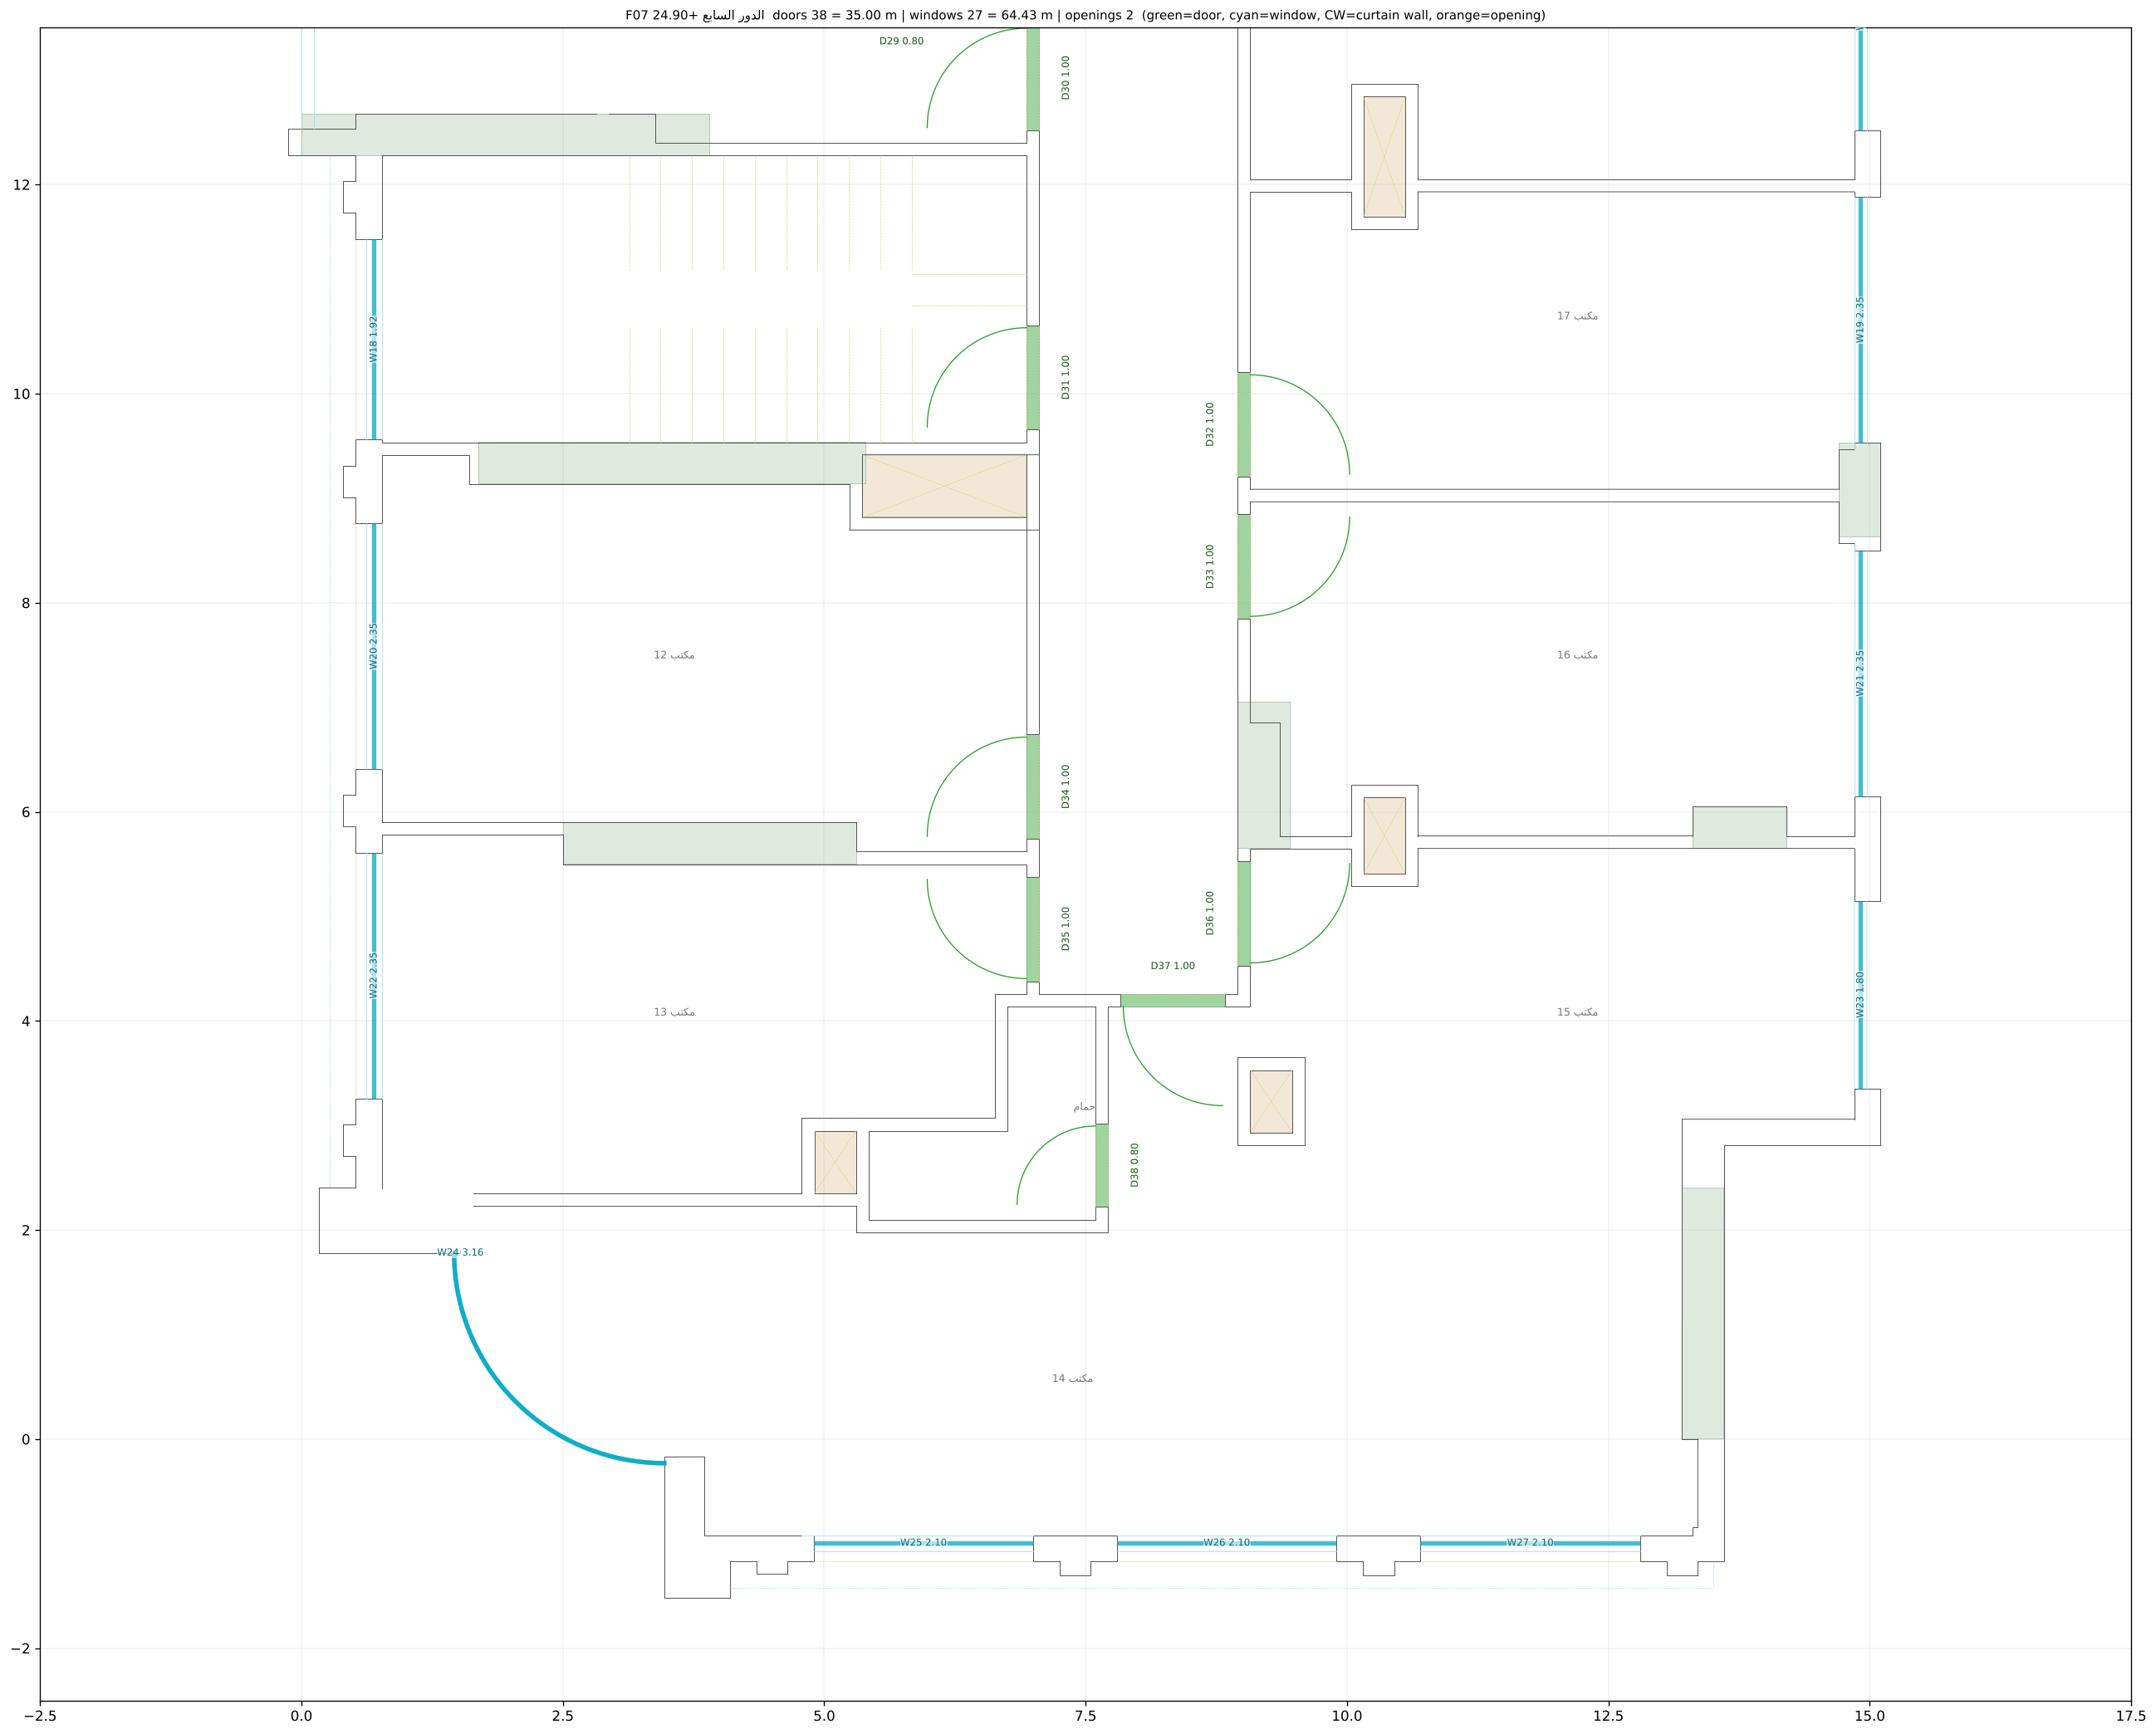 F07 24.90+ الدور السابع doors 38 = 35.00 m | windows 27 = 64.43 m | openings 2 (green=door, cyan=window, CW=curtain wall, orange=opening)
D29 0.80
D30 1.00
12
W18 1.92
مكتب 17
W19 2.35
D31 1.00
10
D32 1.00
D33 1.00
8
W20 2.35
مكتب 12
مكتب 16
W21 2.35
D34 1.00
6
D35 1.00
D36 1.00
D37 1.00
W22 2.35
مكتب 13
مكتب 15
W23 1.80
4
حمام
D38 0.80
2
W24 3.16
مكتب 14
0
W25 2.10
W26 2.10
W27 2.10
−2
−2.5
0.0
2.5
5.0
7.5
10.0
12.5
15.0
17.5